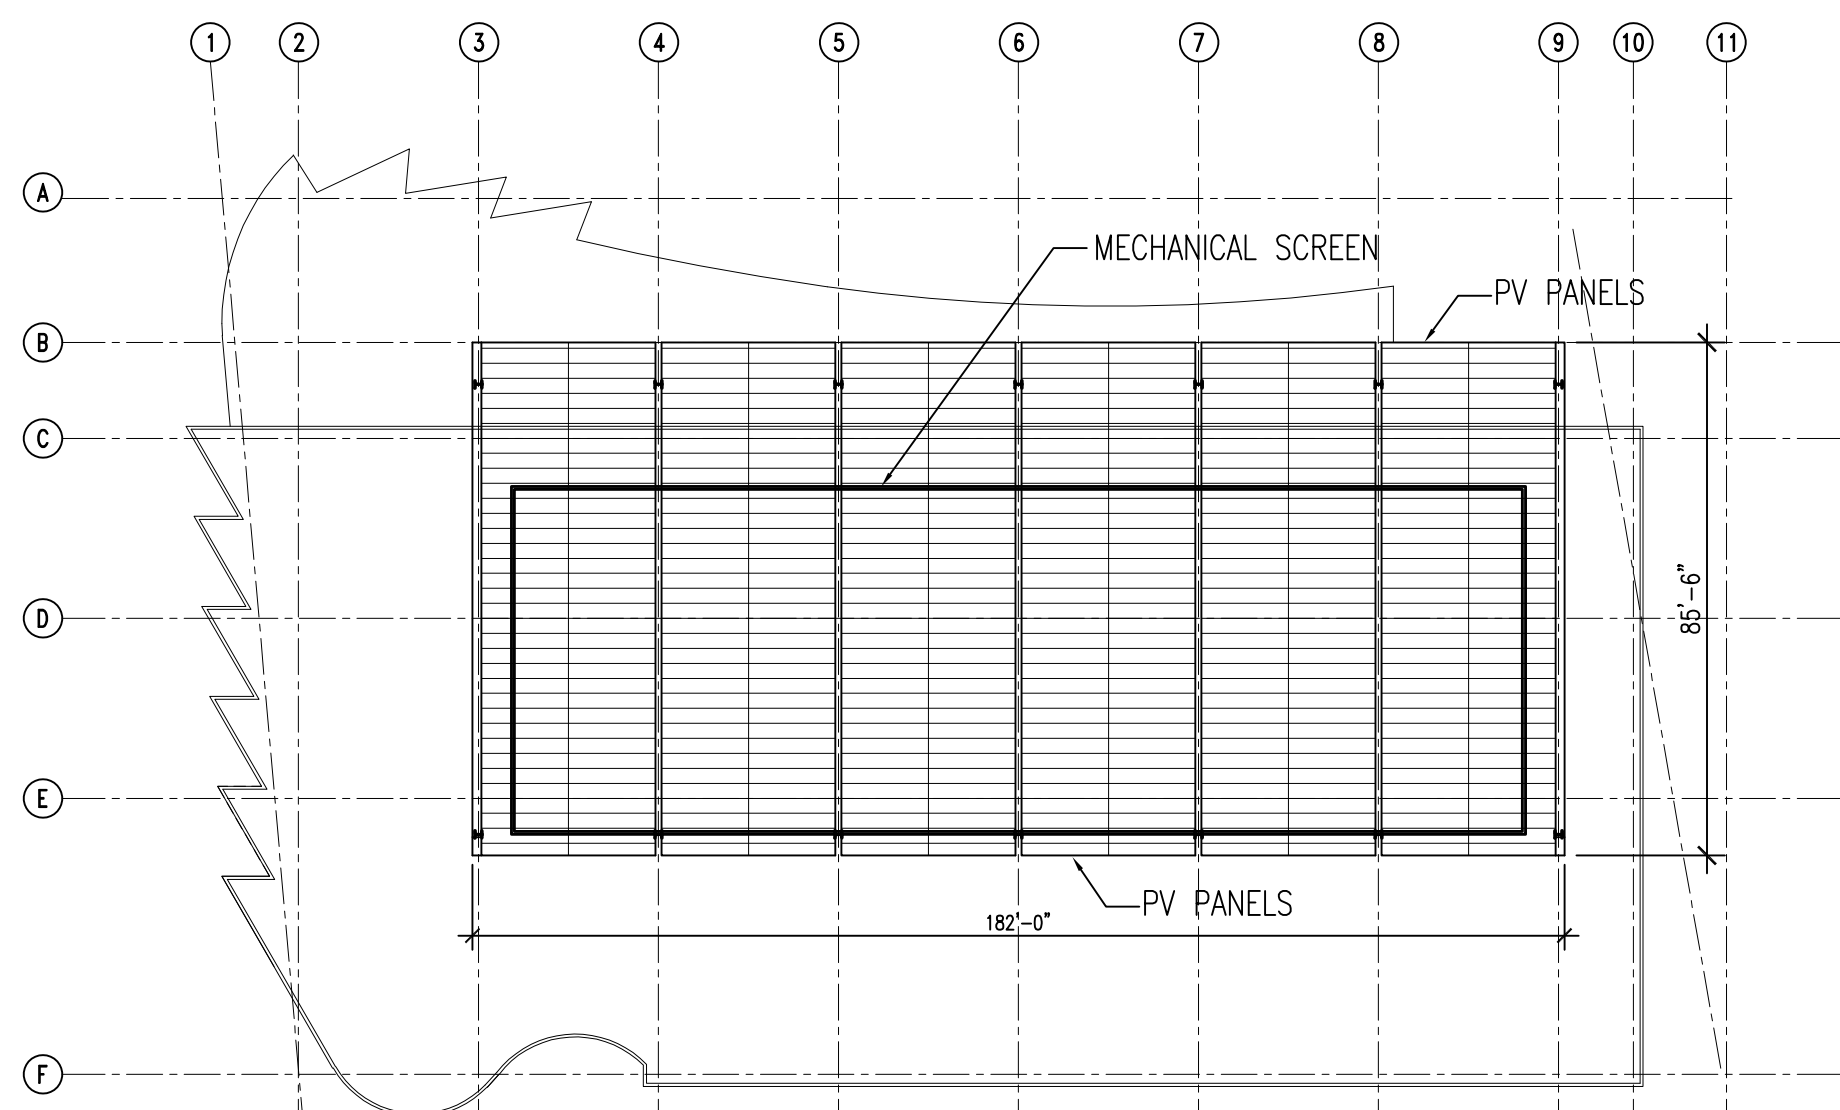 1 2 3 4 5 6 7 8 9 10 11
A
MECHANICAL SCREEN
PV PANELS
B
C
D
85'-6"
E
PV PANELS
182'-0"
F